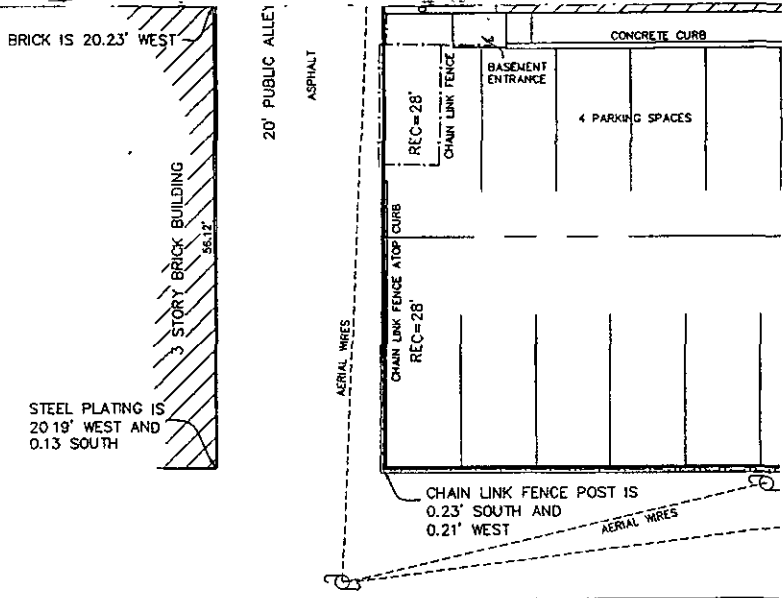 BRICK IS 20.23' WEST
20' PUBLIC ALLEY
ASPHALT
CONCRETE CURB
BASEMENT
ENTRANCE
REC=28'
CHAIN LINK FENCE
4 PARKING SPACES
3 STORY BRICK BUILDING
56.12'
CHAIN LINK FENCE ATOP CURB
REC=28'
AERIAL WIRES
STEEL PLATING IS
20 19' WEST AND
0.13 SOUTH
CHAIN LINK FENCE POST IS
0.23' SOUTH AND
0.21' WEST
AERIAL WIRES